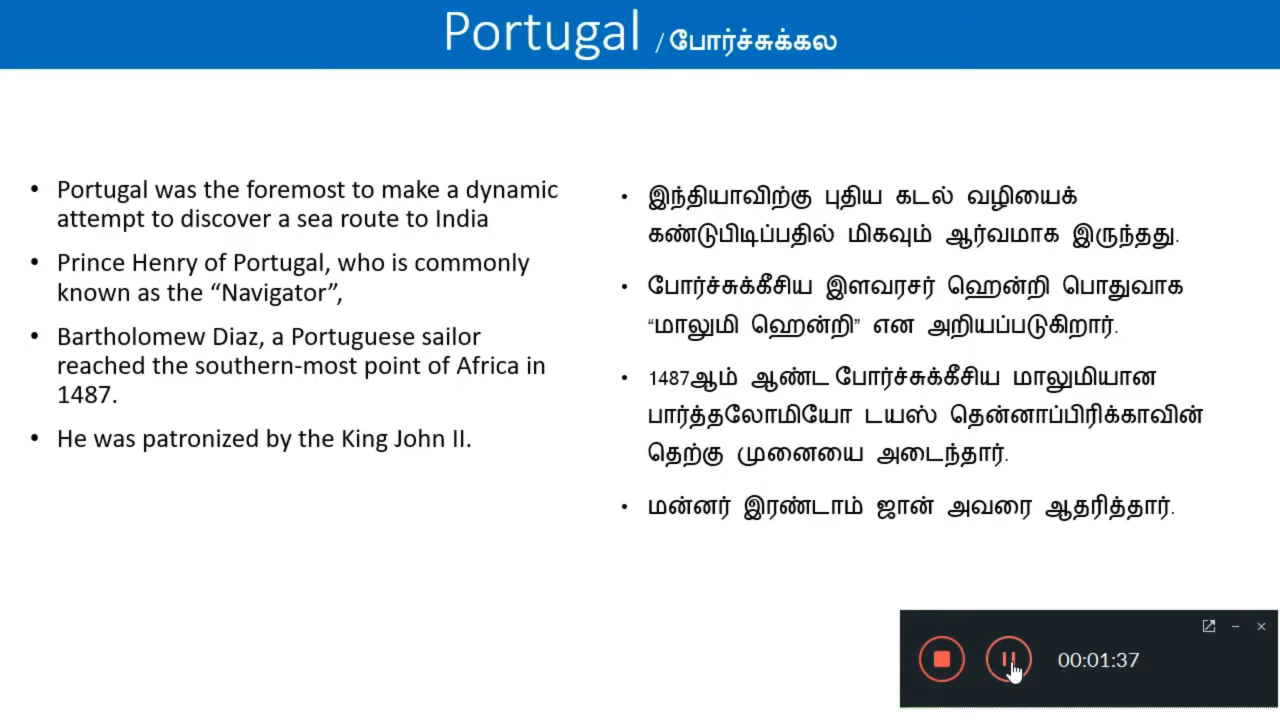 Portugal / போர்ச்சுக்கல
• Portugal was the foremost to make a dynamic
attempt to discover a sea route to India
• Prince Henry of Portugal, who is commonly
known as the “Navigator”,
• Bartholomew Diaz, a Portuguese sailor
reached the southern-most point of Africa in
1487.
• He was patronized by the King John II.
• இந்தியாவிற்கு புதிய கடல் வழியைக்
கண்டுபிடிப்பதில் மிகவும் ஆர்வமாக இருந்தது.
• போர்ச்சுக்கீசிய இளவரசர் ஹென்றி பொதுவாக
“மாலுமி ஹென்றி” என அறியப்படுகிறார்.
• 1487ஆம் ஆண்ட போர்ச்சுக்கீசிய மாலுமியான
பார்த்தலோமியோ டயஸ் தென்னாப்பிரிக்காவின்
தெற்கு முனையை அடைந்தார்.
• மன்னர் இரண்டாம் ஜான் அவரை ஆதரித்தார்.
00:01:37